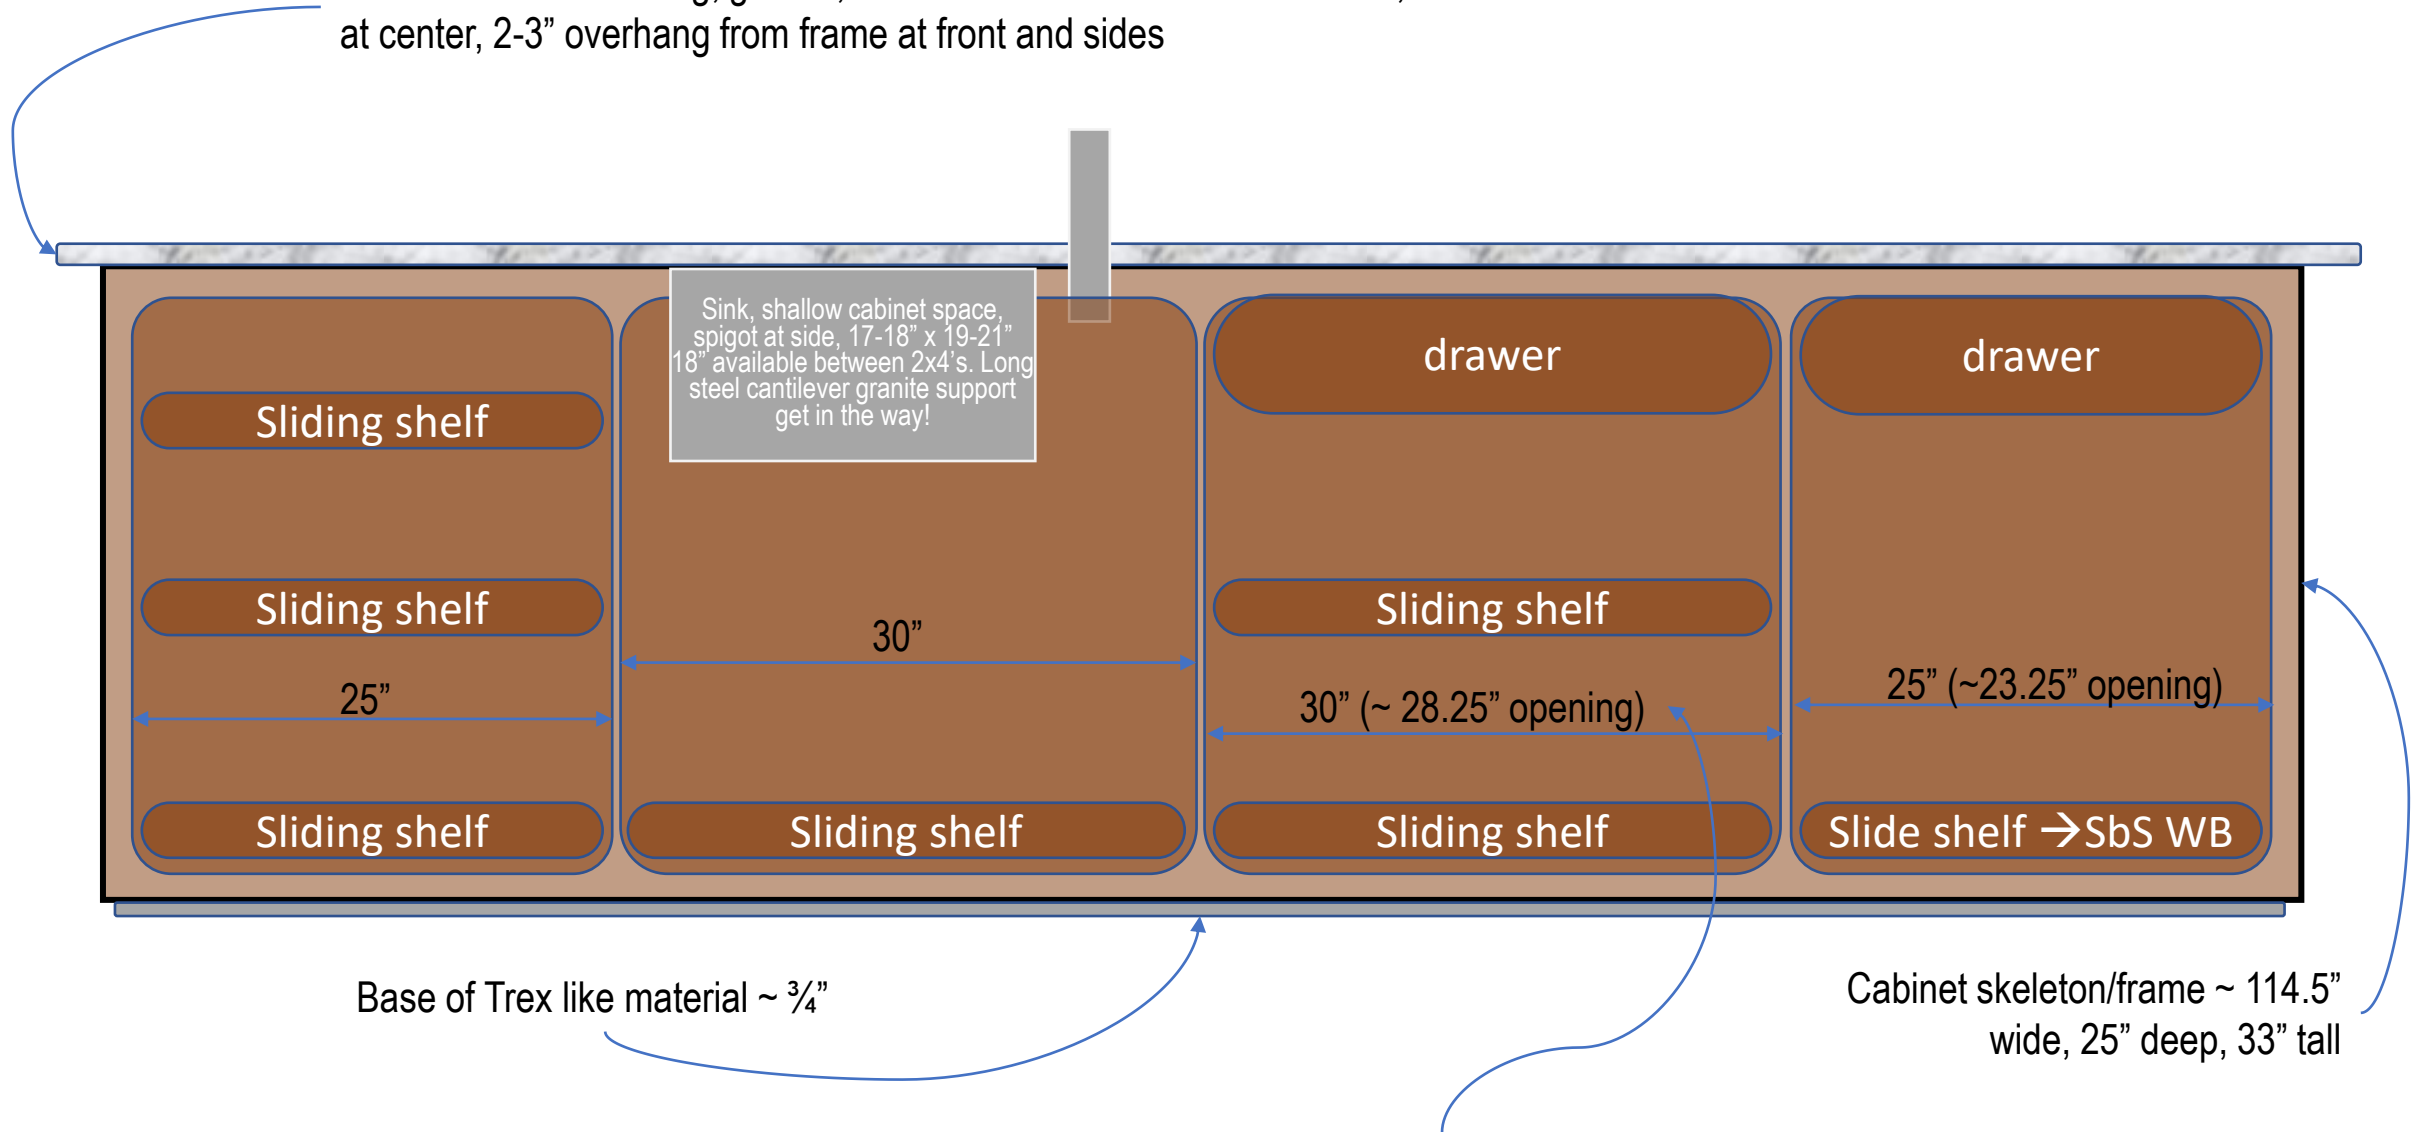 at center, 2-3” overhang from frame at front and sides
Sink, shallow cabinet space,
spigot at side, 17-18” x 19-21”
18” available between 2x4’s. Long
steel cantilever granite support
get in the way!
drawer
drawer
Sliding shelf
Sliding shelf
Sliding shelf
30”
25”
30” (~ 28.25” opening)
25” (~23.25” opening)
Sliding shelf
Sliding shelf
Sliding shelf
Slide shelf →SbS WB
Base of Trex like material ~ ¾”
Cabinet skeleton/frame ~ 114.5”
wide, 25” deep, 33” tall